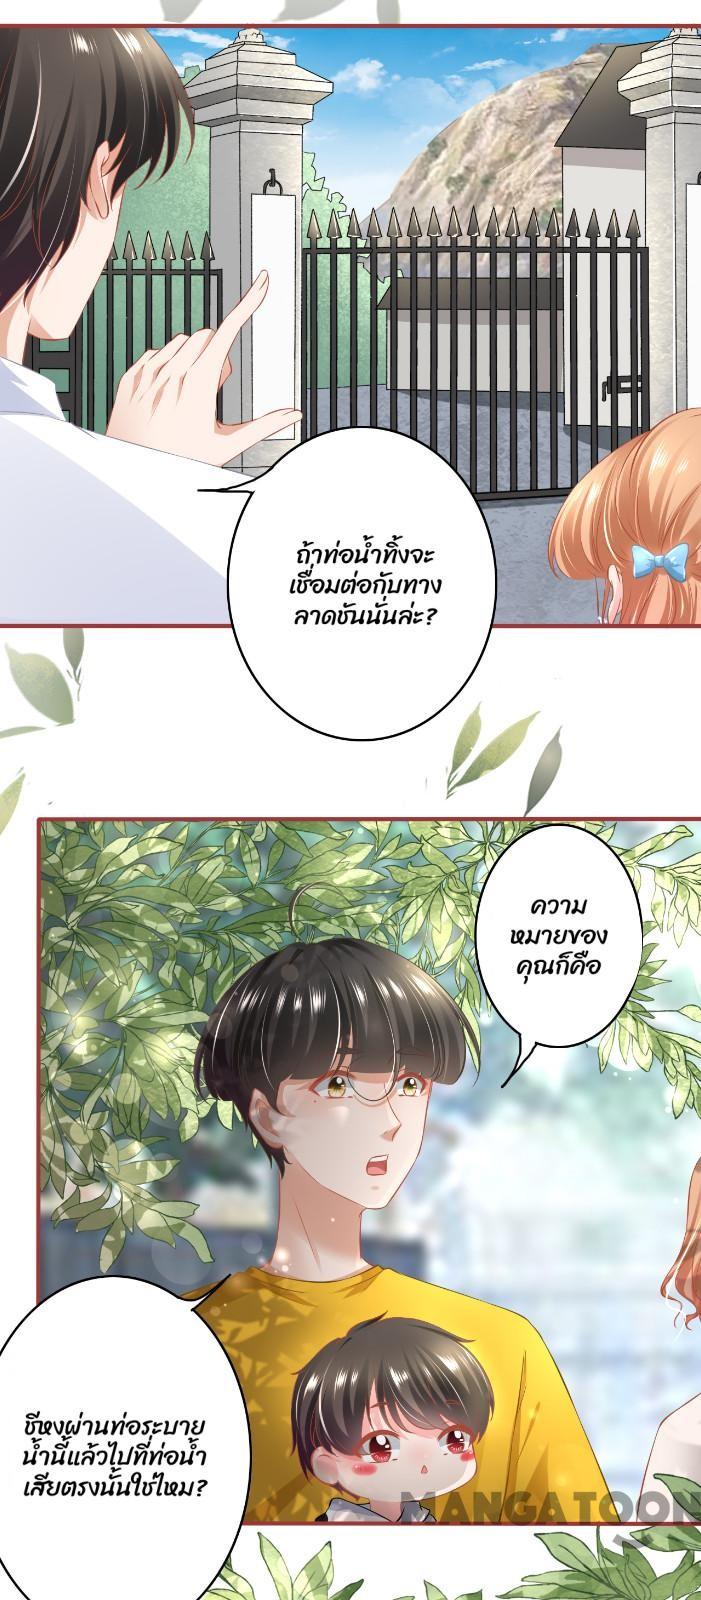 ถ้าท่อน้ำทิ้งจะ
เชื่อมต่อกับทาง
ลาดชันนั่นล่ะ?
ความ
หมายของ
คุณก็คือ
ชีหงผ่านท่อระบาย
น้ำนี้แล้วไปที่ท่อน้ำ
เสียตรงนั้นใช่ไหม?
MANGATOON